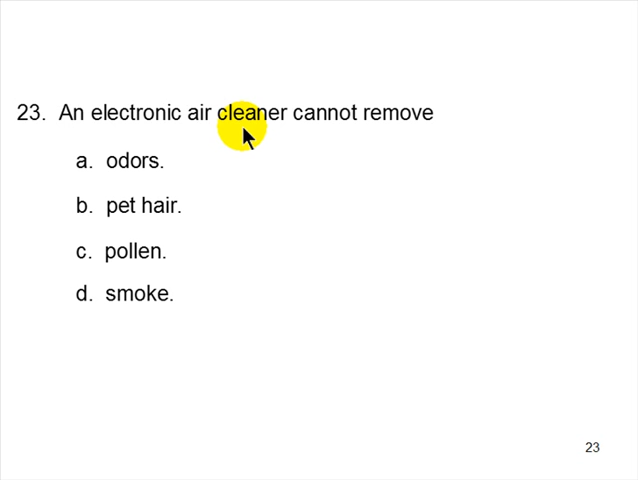 23. An electronic air cleaner cannot remove
a. odors.
b. pet hair.
c. pollen.
d. smoke.
23